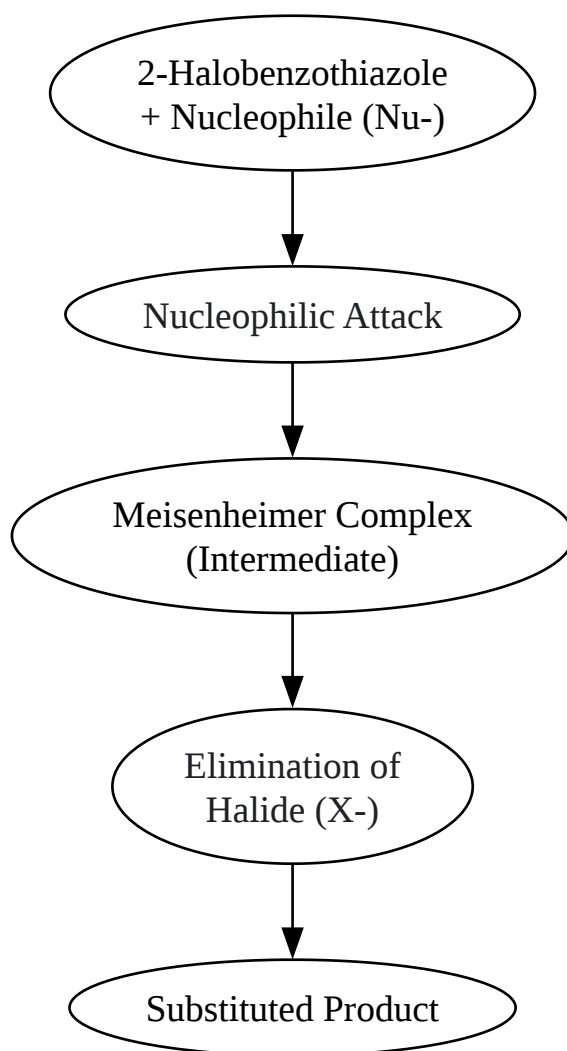 2-Halobenzothiazole
+ Nucleophile (Nu-)
Nucleophilic Attack
Meisenheimer Complex
(Intermediate)
Elimination of
Halide (X-)
Substituted Product